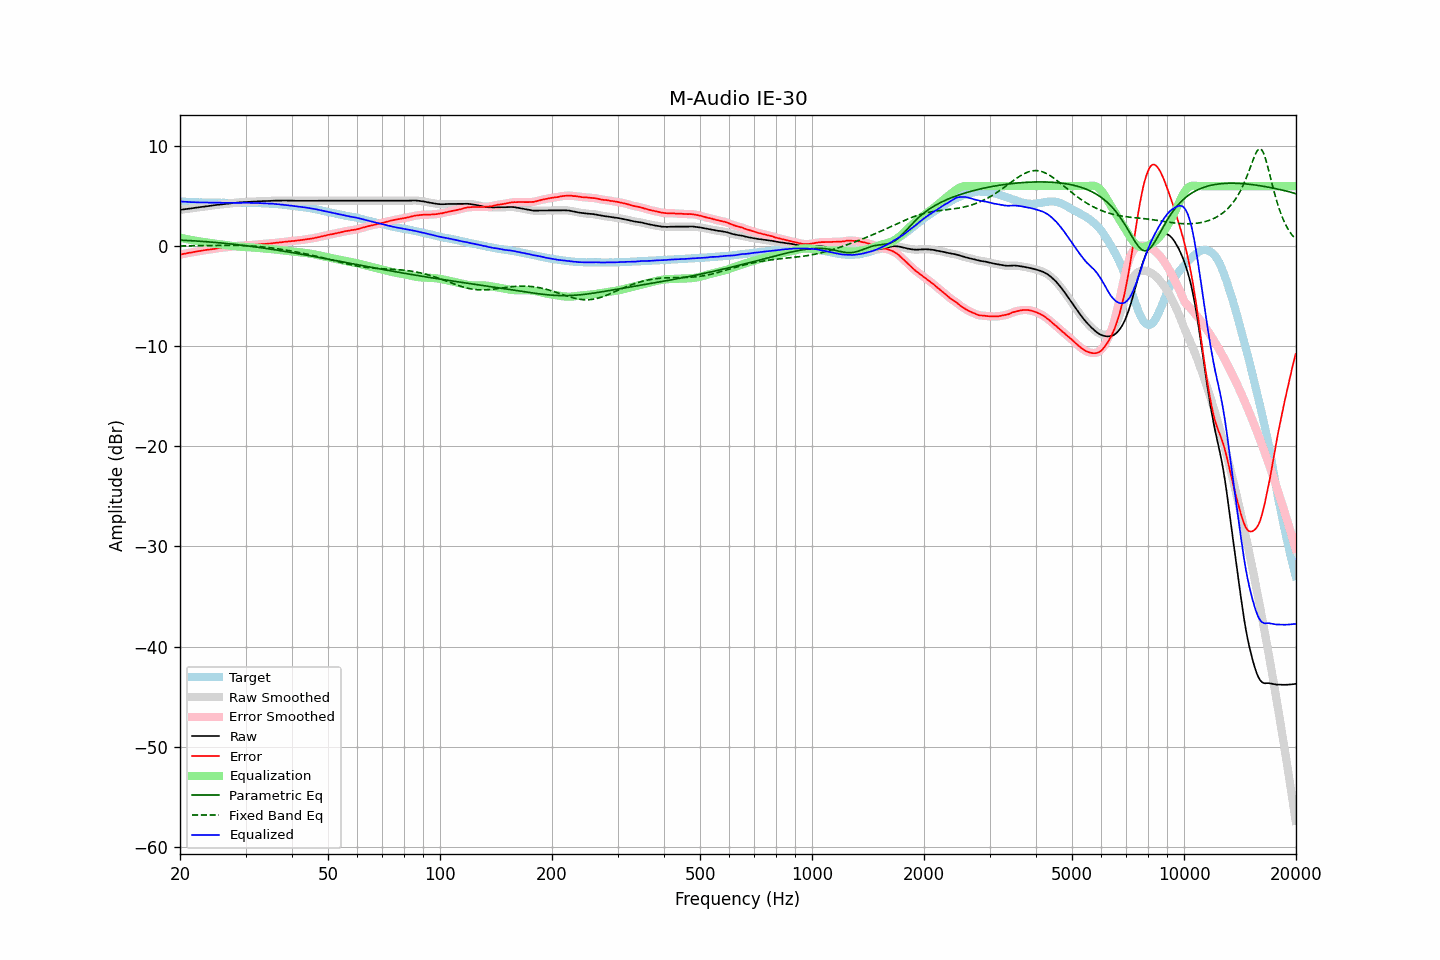 M-Audio IE-30
10
0
−10
−20
−30
−40
−50
−60
Amplitude (dBr)
Target
Raw Smoothed
Error Smoothed
Raw
Error
Equalization
Parametric Eq
Fixed Band Eq
Equalized
20 50 100 200 500 1000 2000 5000 10000 20000
Frequency (Hz)